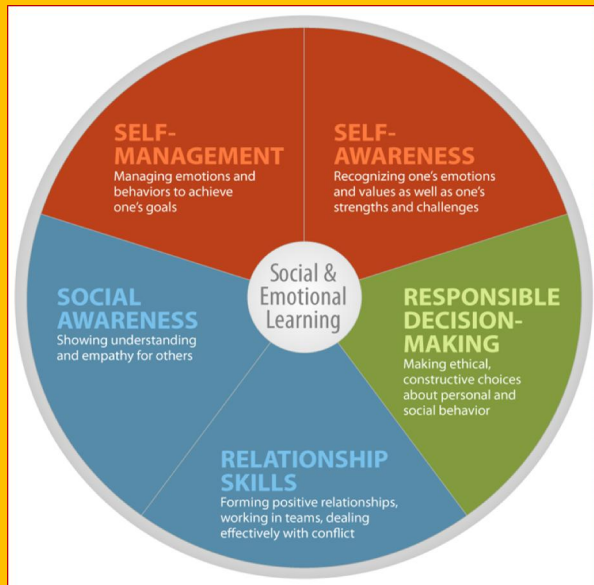 SELF-
MANAGEMENT
Managing emotions and
behaviors to achieve
one's goals
SELF-
AWARENESS
Recognizing one's emotions
and values as well as one's
strengths and challenges
Social &
Emotional
Learning
SOCIAL
AWARENESS
Showing understanding
and empathy for others
RESPONSIBLE
DECISION-
MAKING
Making ethical,
constructive choices
about personal and
social behavior
RELATIONSHIP
SKILLS
Forming positive relationships,
working in teams, dealing
effectively with conflict